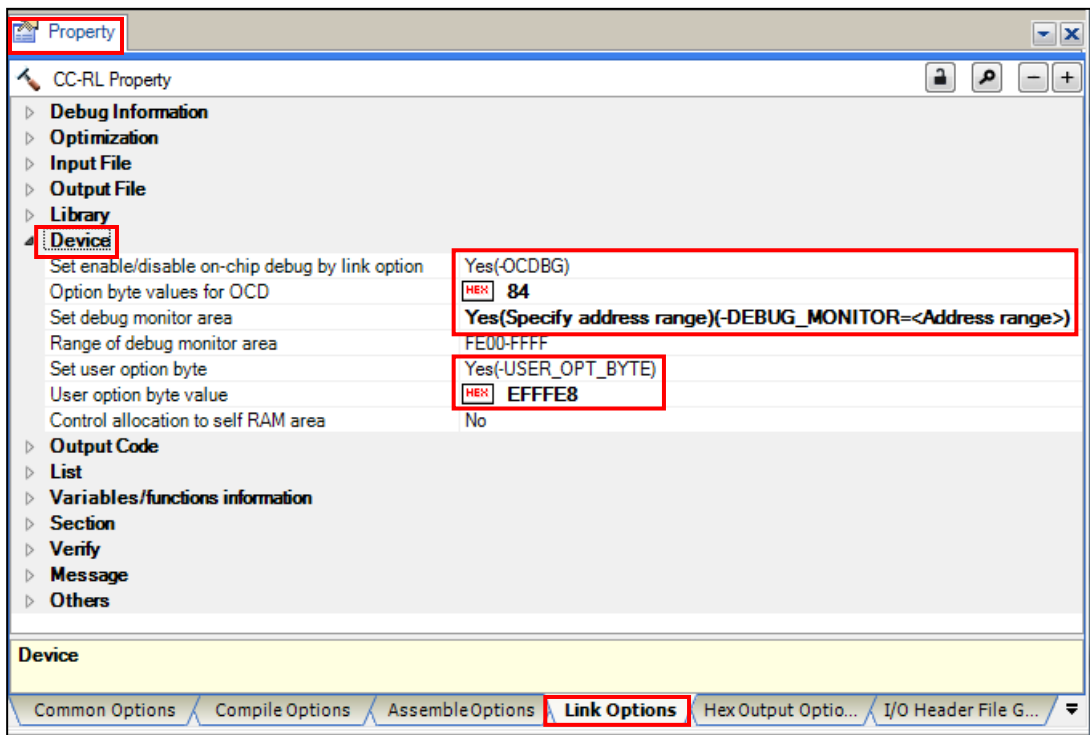 Property
CC-RL Property
Debug Information
Optimization
Input File
Output File
Library
Device
Set enable/disable on-chip debug by link option Yes(-OCDBG)
Option byte values for OCD HEX 84
Set debug monitor area Yes(Specify address range)(-DEBUG_MONITOR=<Address range>)
Range of debug monitor area FE00-FFFF
Set user option byte Yes(-USER_OPT_BYTE)
User option byte value HEX EFFFE8
Control allocation to self RAM area No
Output Code
List
Variables/functions information
Section
Verify
Message
Others
Device
Common Options Compile Options Assemble Options Link Options Hex Output Optio... I/O Header File G...